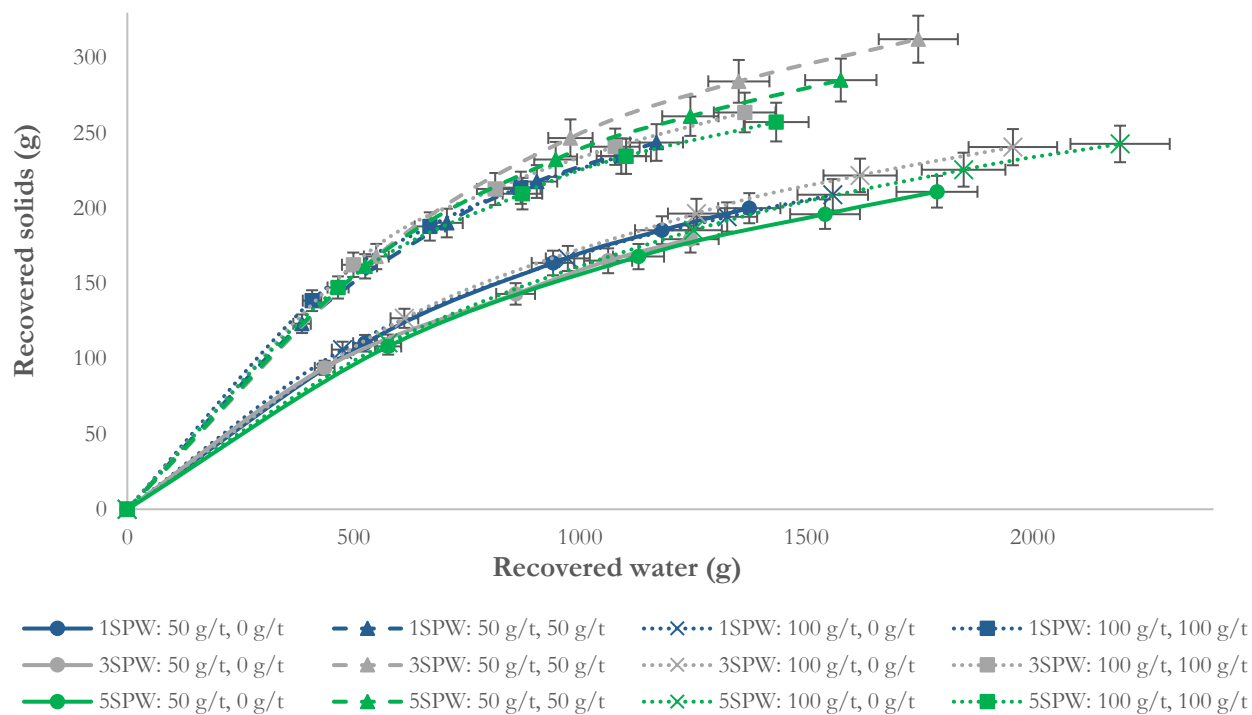 300
250
200
150
100
50
0
Recovered solids (g)
0 500 1000 1500 2000
Recovered water (g)
1SPW: 50 g/t, 0 g/t 1SPW: 50 g/t, 50 g/t 1SPW: 100 g/t, 0 g/t 1SPW: 100 g/t, 100 g/t
3SPW: 50 g/t, 0 g/t 3SPW: 50 g/t, 50 g/t 3SPW: 100 g/t, 0 g/t 3SPW: 100 g/t, 100 g/t
5SPW: 50 g/t, 0 g/t 5SPW: 50 g/t, 50 g/t 5SPW: 100 g/t, 0 g/t 5SPW: 100 g/t, 100 g/t